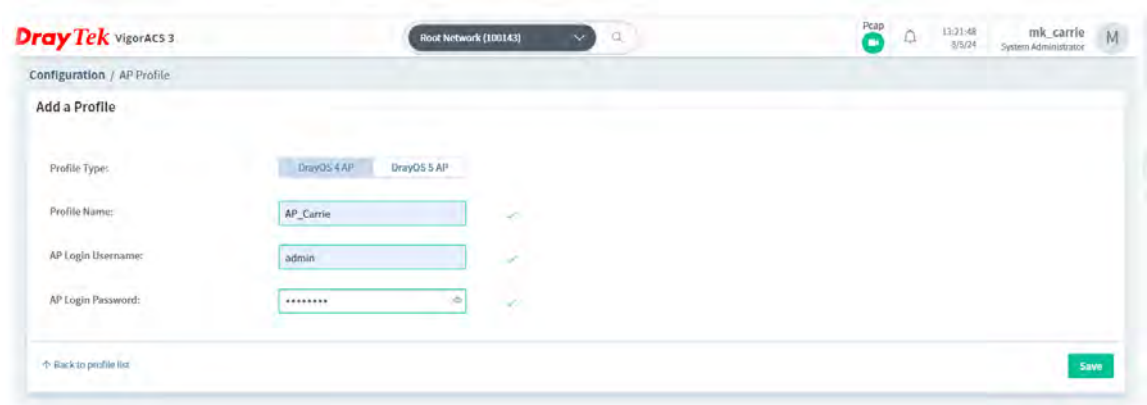 DrayTek VigorACS 3
Root Network (100143)
Pcap
13:21:48
8/5/24
mk_carrie
System Administrator
M
Configuration / AP Profile
Add a Profile
Profile Type:
DrayOS 4 AP
DrayOS 5 AP
Profile Name:
AP_Carrie
AP Login Username:
admin
AP Login Password:
••••••••
↑ Back to profile list
Save